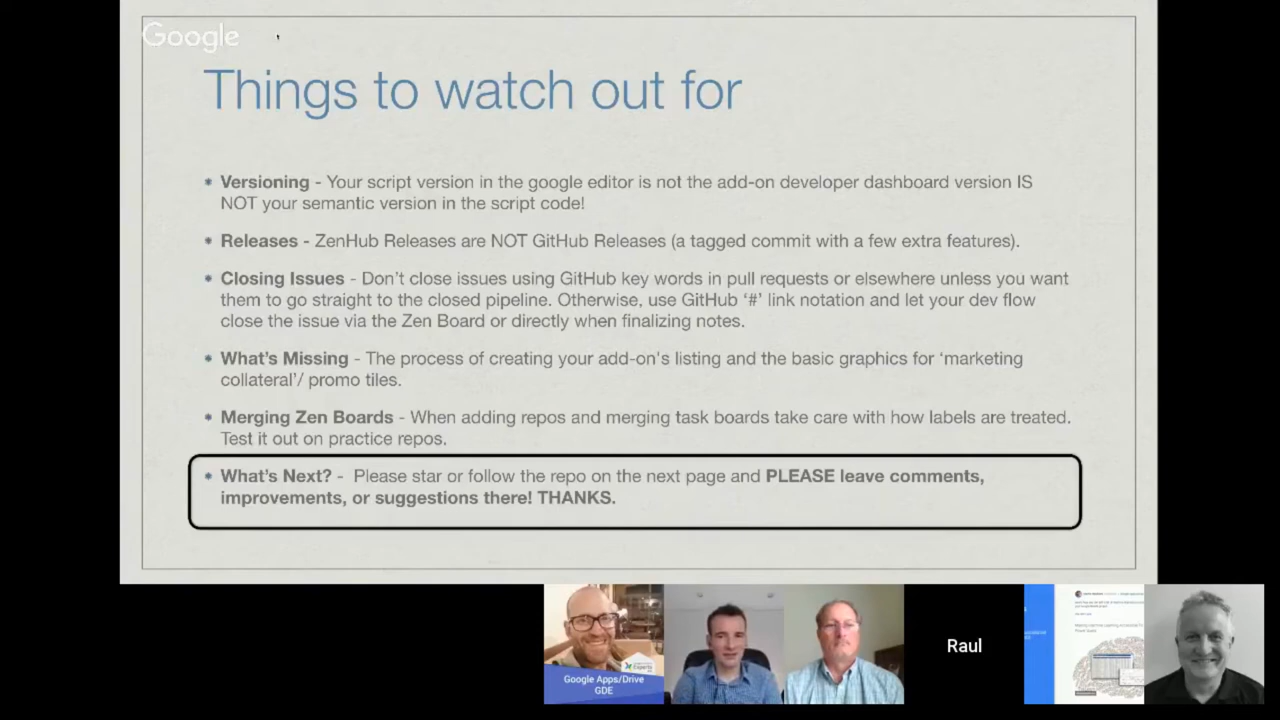 Google
Things to watch out for
* Versioning - Your script version in the google editor is not the add-on developer dashboard version IS
NOT your semantic version in the script code!
* Releases - ZenHub Releases are NOT GitHub Releases (a tagged commit with a few extra features).
* Closing Issues - Don’t close issues using GitHub key words in pull requests or elsewhere unless you want
them to go straight to the closed pipeline. Otherwise, use GitHub ‘#’ link notation and let your dev flow
close the issue via the Zen Board or directly when finalizing notes.
* What’s Missing - The process of creating your add-on's listing and the basic graphics for ‘marketing
collateral’/ promo tiles.
* Merging Zen Boards - When adding repos and merging task boards take care with how labels are treated.
Test it out on practice repos.
* What’s Next? - Please star or follow the repo on the next page and PLEASE leave comments,
improvements, or suggestions there! THANKS.
Experts
Google Apps/Drive
GDE
Raul